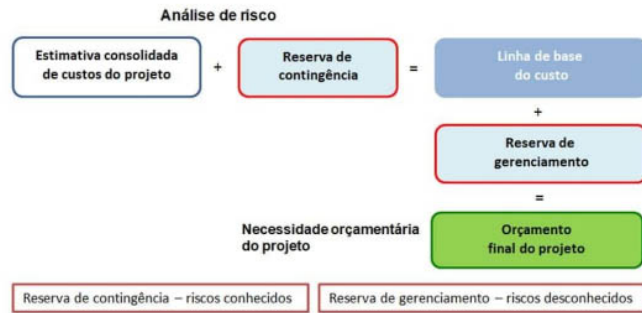 Análise de risco
Estimativa consolidada
de custos do projeto
+
Reserva de
contingência
=
Linha de base
do custo
+
Reserva de
gerenciamento
=
Necessidade orçamentária
do projeto
Orçamento
final do projeto
Reserva de contingência – riscos conhecidos
Reserva de gerenciamento – riscos desconhecidos